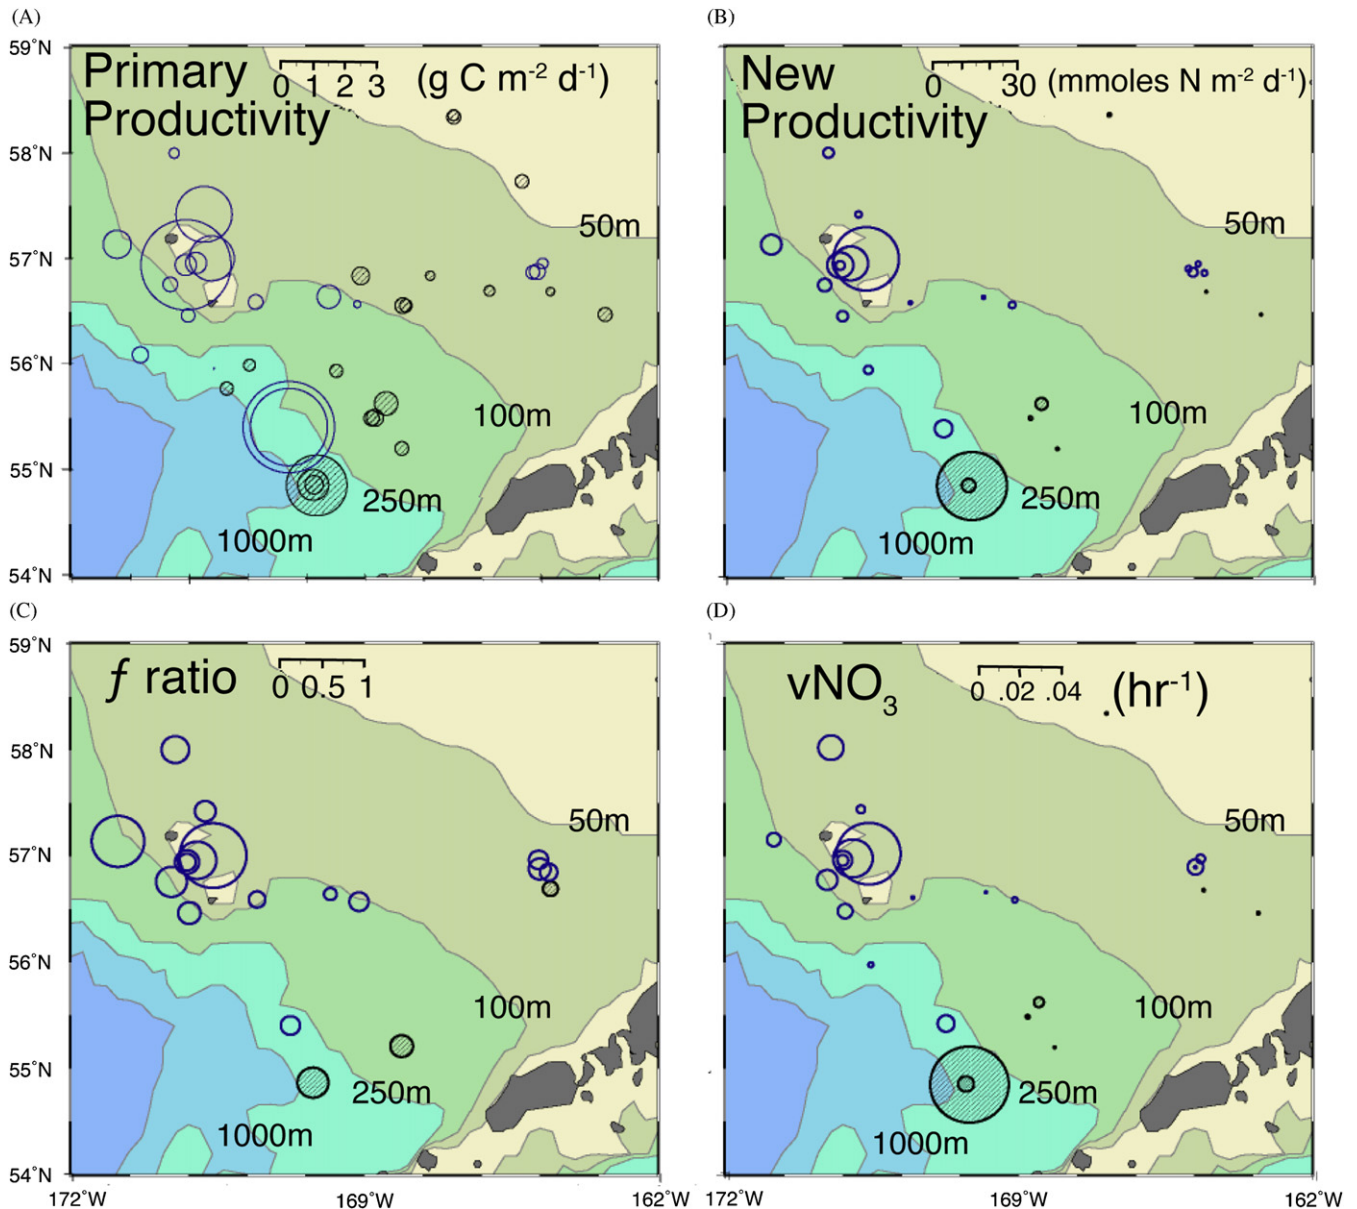 (A)
59°N
Primary
Productivity
0 1 2 3
(g C m-2 d-1)
58°N
50m
57°N
56°N
100m
55°N
250m
1000m
54°N
(B)
New
Productivity
0 30
(mmoles N m-2 d-1)
50m
100m
250m
1000m
(C)
59°N
ƒ ratio
0 0.5 1
58°N
50m
57°N
56°N
100m
55°N
250m
1000m
54°N
172°W 169°W 162°W
(D)
vNO3
0 .02 .04
(hr-1)
50m
100m
250m
1000m
172°W 169°W 162°W